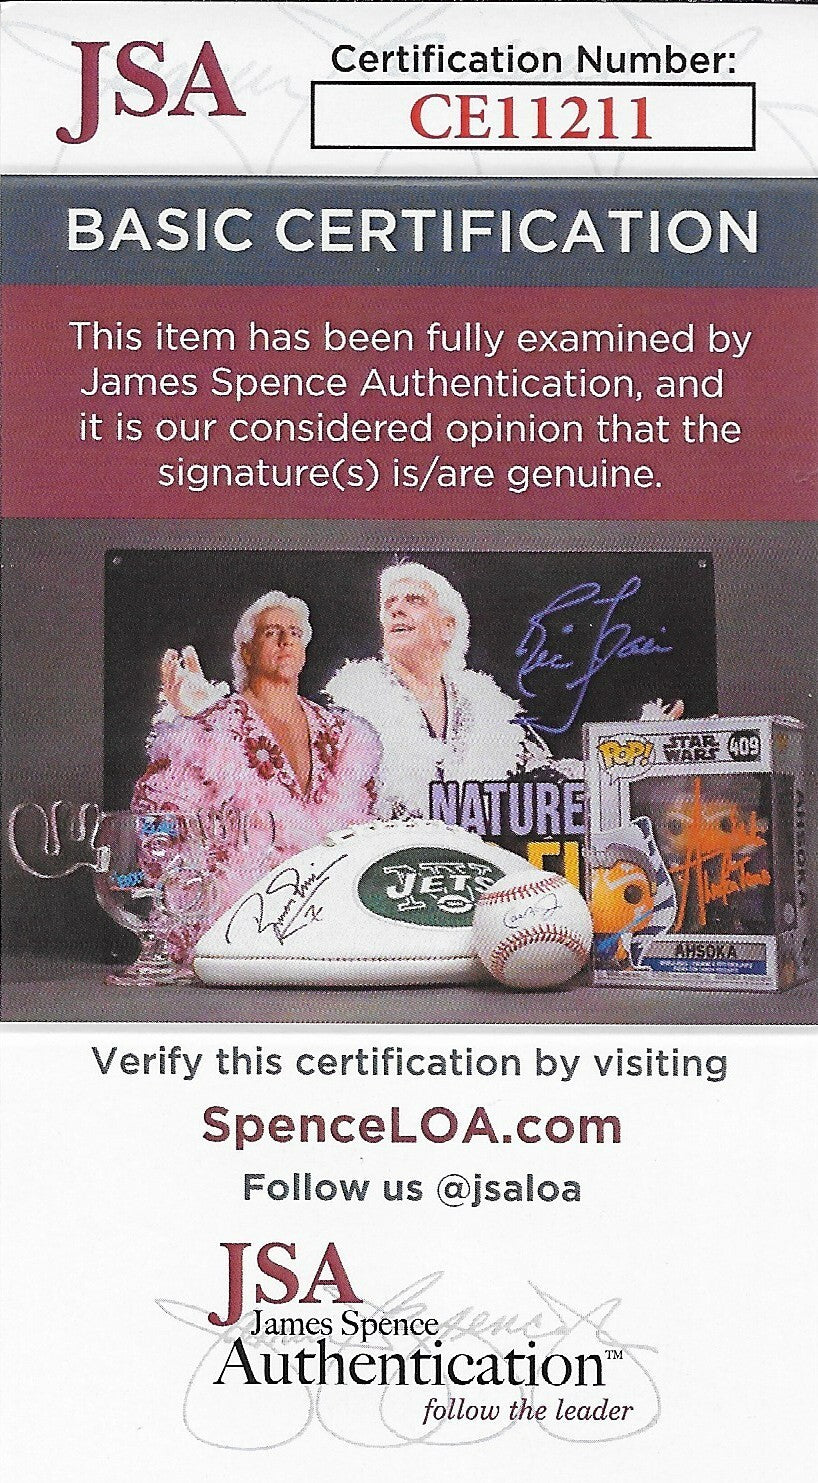 JSA
Certification Number:
CE11211
BASIC CERTIFICATION
This item has been fully examined by
James Spence Authentication, and
it is our considered opinion that the
signature(s) is/are genuine.
Ric Flair
NATURE
POP!
STAR
WARS
409
JETS
AHSOKA
Verify this certification by visiting
SpenceLOA.com
Follow us @jsaloa
JSA
James Spence
Authentication™
follow the leader